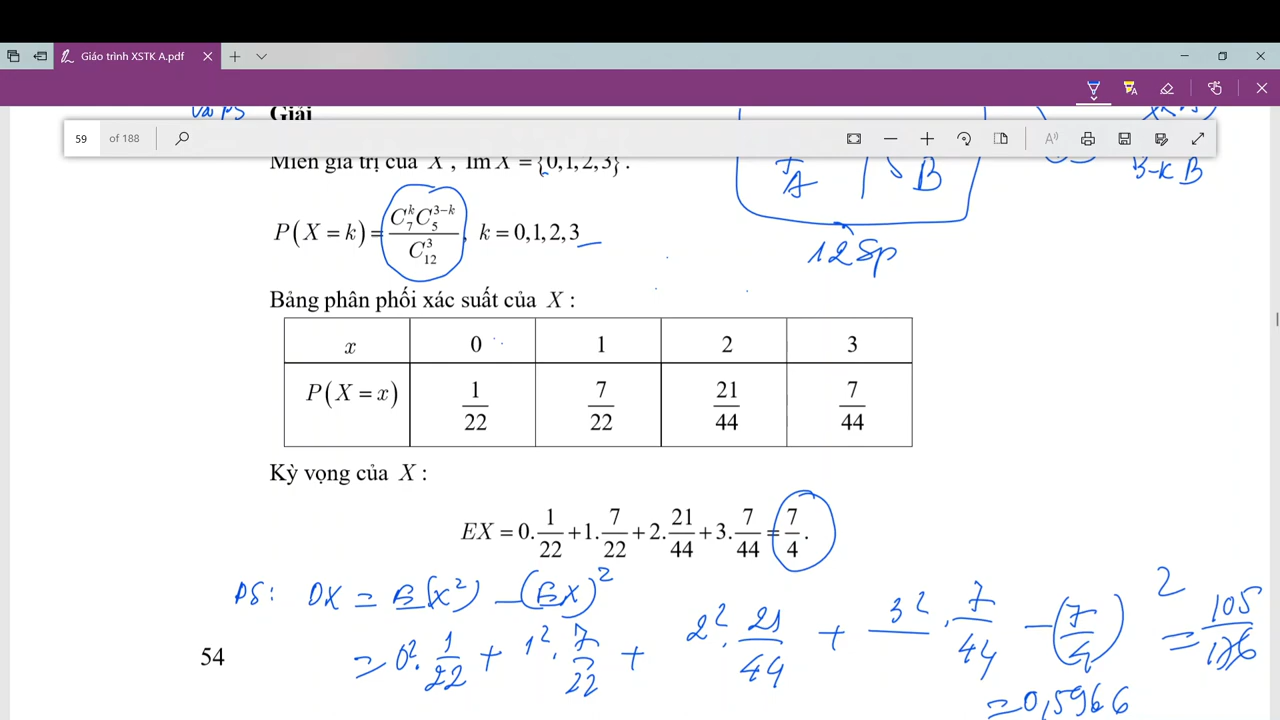 Giáo trình XSTK A.pdf
và PS
Giải
59 of 188
Miền giá trị của X , Im X = {0,1,2,3}.
A | B
B-K B
P(X = k) = C_7^k C_5^{3-k} / C_12^3 , k = 0,1,2,3
12 Sp
Bảng phân phối xác suất của X :
x 0 1 2 3
P(X = x) 1/22 7/22 21/44 7/44
Kỳ vọng của X :
EX = 0.1/22 + 1.7/22 + 2.21/44 + 3.7/44 = 7/4.
PS: DX = E(X²) - (EX)²
= 0². 1/22 + 1². 7/22 + 2². 21/44 + 3². 7/44 - (7/4)² = 105/176
= 0,5966
54